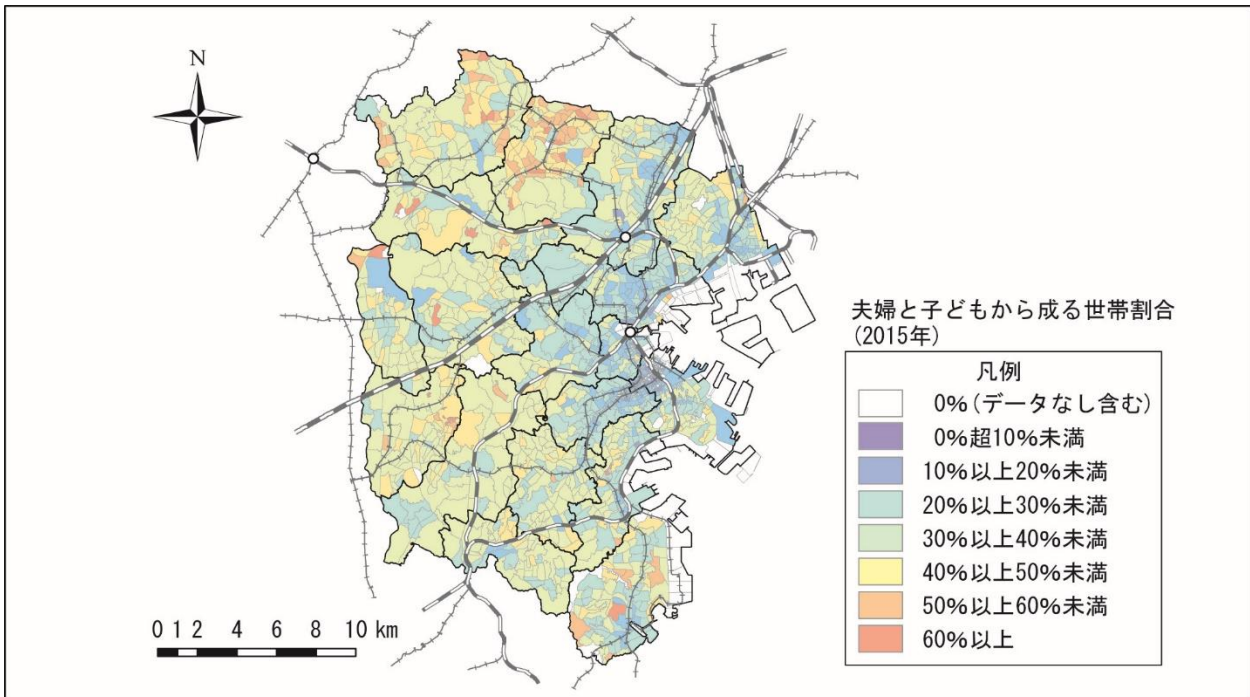 N
夫婦と子どもから成る世帯割合
(2015年)
凡例
0%(データなし含む)
0%超10%未満
10%以上20%未満
20%以上30%未満
30%以上40%未満
40%以上50%未満
50%以上60%未満
60%以上
0 1 2 4 6 8 10 km